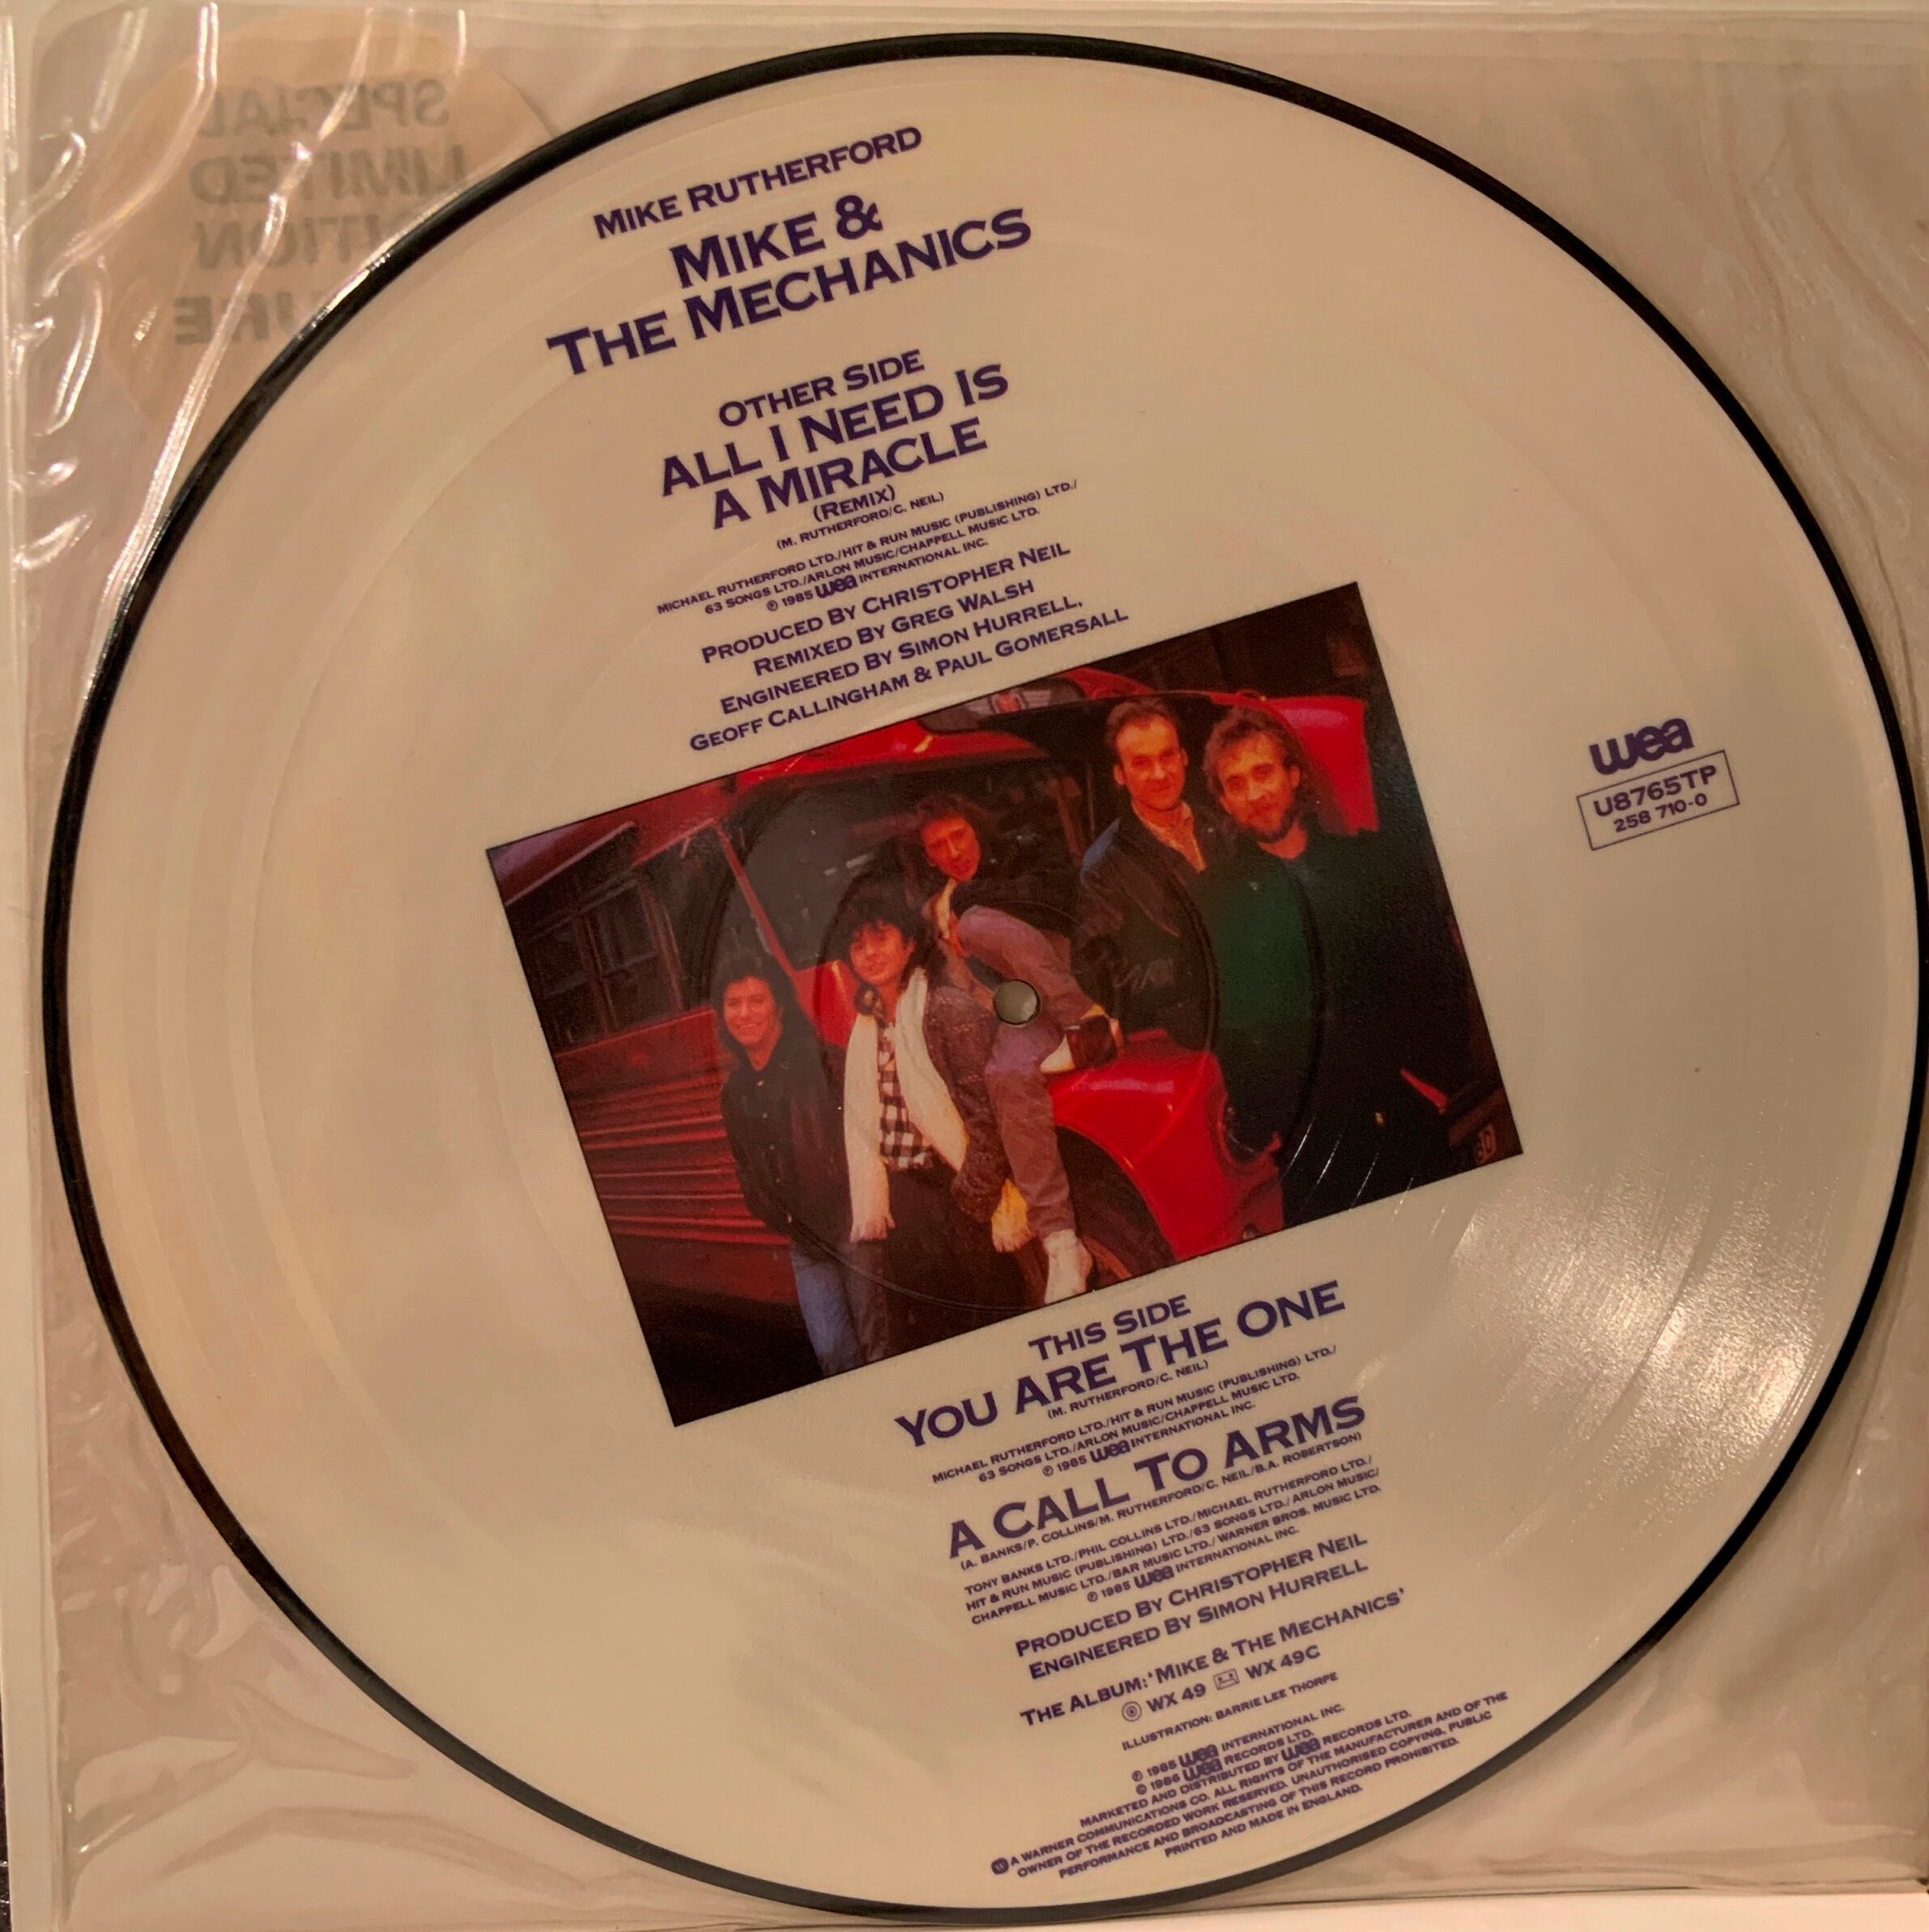 SPECIAL
LIMITED
MIKE RUTHERFORD
MIKE &
THE MECHANICS
OTHER SIDE
ALL I NEED IS
A MIRACLE
(REMIX)
(M. RUTHERFORD/C. NEIL)
MICHAEL RUTHERFORD LTD./HIT & RUN MUSIC (PUBLISHING) LTD./
63 SONGS LTD./ARLON MUSIC/CHAPPELL MUSIC LTD.
℗ 1985 wea INTERNATIONAL INC.
PRODUCED BY CHRISTOPHER NEIL
REMIXED BY GREG WALSH
ENGINEERED BY SIMON HURRELL,
GEOFF CALLINGHAM & PAUL GOMERSALL
wea
U8765TP
258 710-0
THIS SIDE
YOU ARE THE ONE
(M. RUTHERFORD/C. NEIL)
MICHAEL RUTHERFORD LTD./HIT & RUN MUSIC (PUBLISHING) LTD./
63 SONGS LTD./ARLON MUSIC/CHAPPELL MUSIC LTD.
℗ 1985 wea INTERNATIONAL INC.
A CALL TO ARMS
(A. BANKS/P. COLLINS/M. RUTHERFORD/C. NEIL/B.A. ROBERTSON)
TONY BANKS LTD./PHIL COLLINS LTD./MICHAEL RUTHERFORD LTD./
HIT & RUN MUSIC (PUBLISHING) LTD./63 SONGS LTD./ARLON MUSIC/
CHAPPELL MUSIC LTD./BAR MUSIC LTD./WARNER BROS. MUSIC LTD.
℗ 1985 wea INTERNATIONAL INC.
PRODUCED BY CHRISTOPHER NEIL
ENGINEERED BY SIMON HURRELL
THE ALBUM: 'MIKE & THE MECHANICS'
WX 49 WX 49C
ILLUSTRATION: BARRIE LEE THORPE
℗ 1985 wea INTERNATIONAL INC.
© 1986 wea RECORDS LTD.
MARKETED AND DISTRIBUTED BY wea RECORDS LTD.
A WARNER COMMUNICATIONS CO. ALL RIGHTS OF THE MANUFACTURER AND OF THE
OWNER OF THE RECORDED WORK RESERVED. UNAUTHORISED COPYING, PUBLIC
PERFORMANCE AND BROADCASTING OF THIS RECORD PROHIBITED.
PRINTED AND MADE IN ENGLAND.